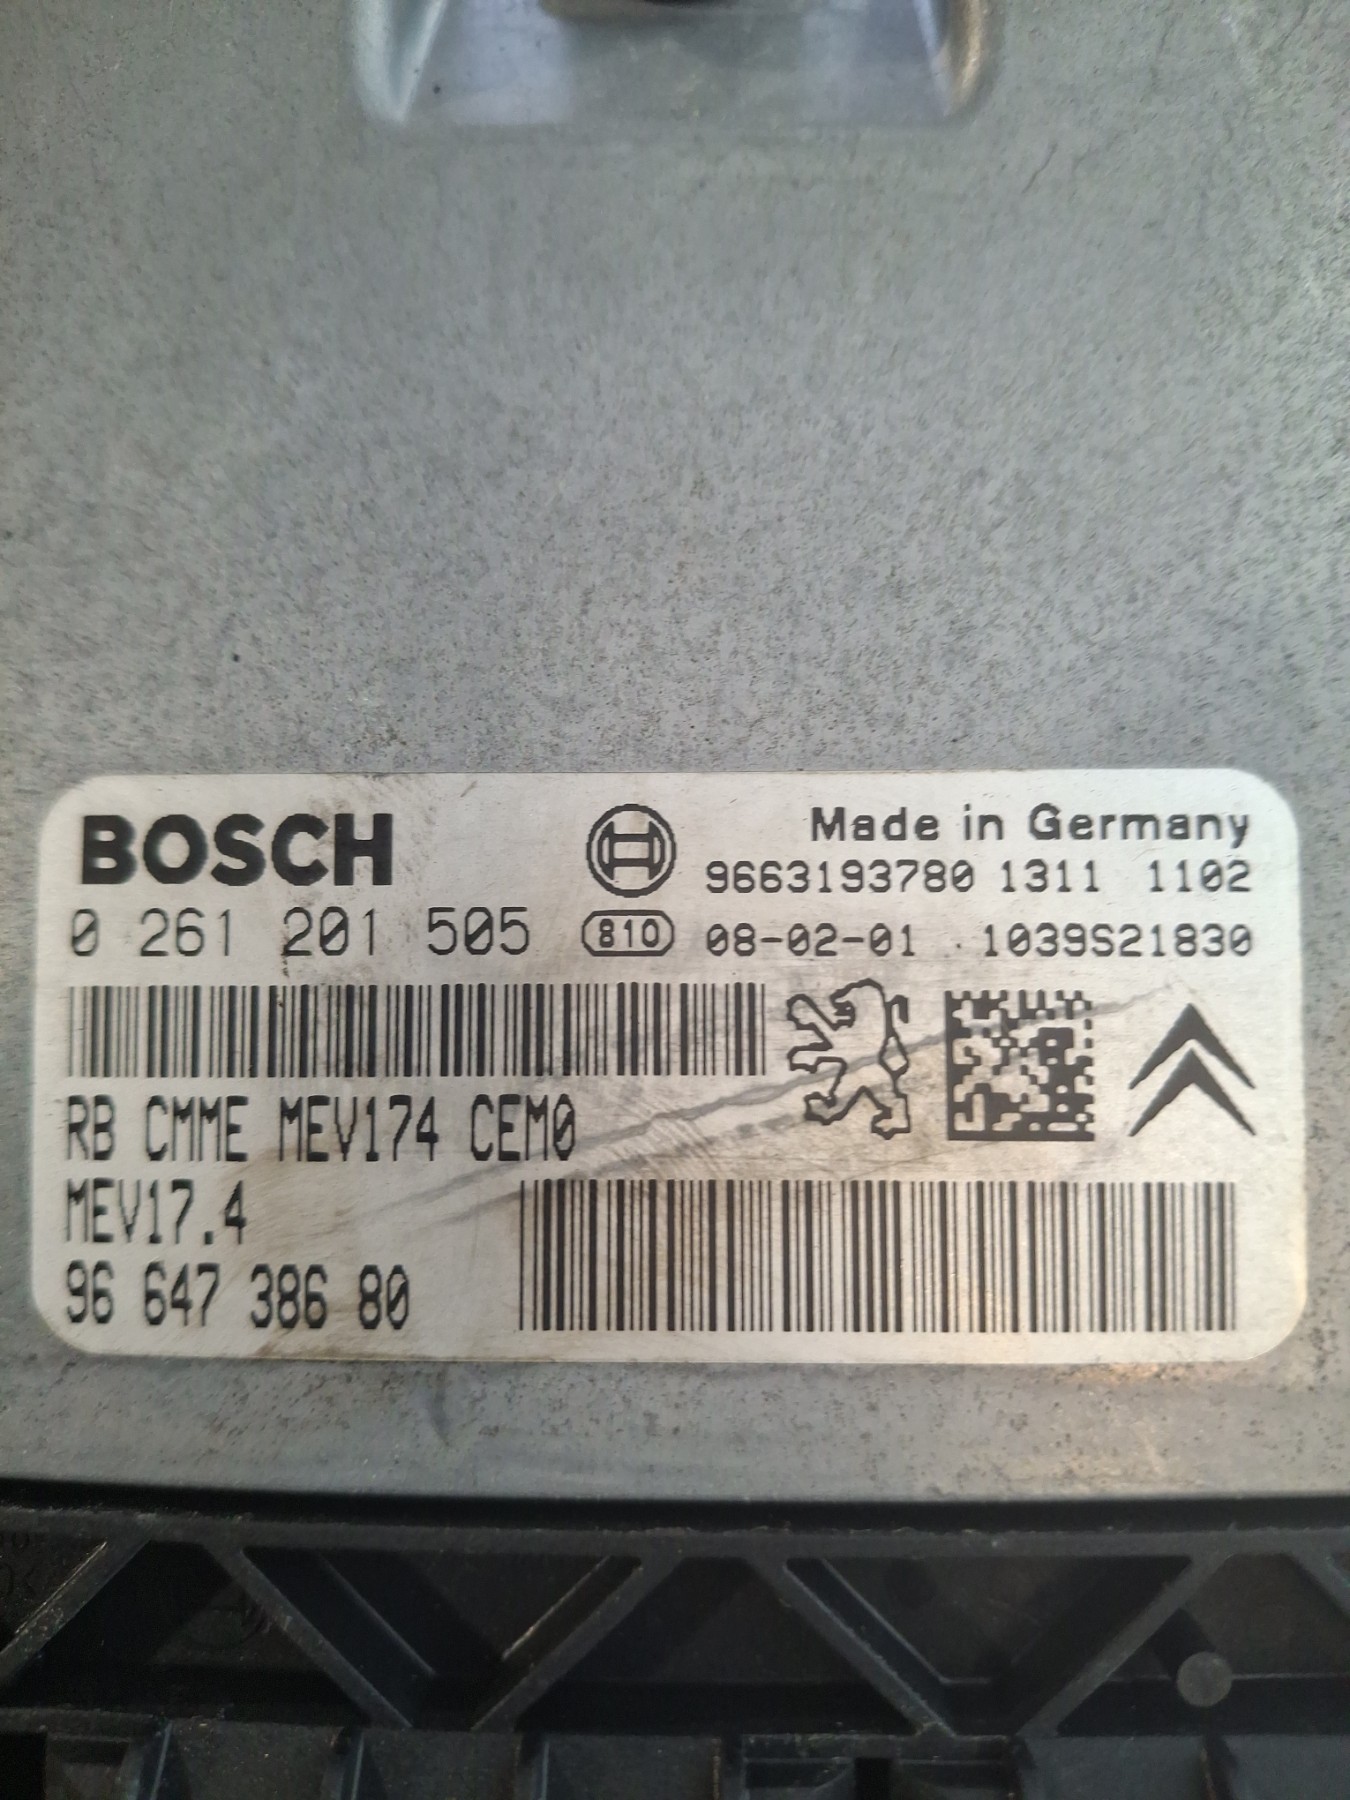 BOSCH
Made in Germany
9663193780 1311 1102
0 261 201 505
810
08-02-01 1039S21830
RB CMME MEV174 CEM0
MEV17.4
96 647 386 80